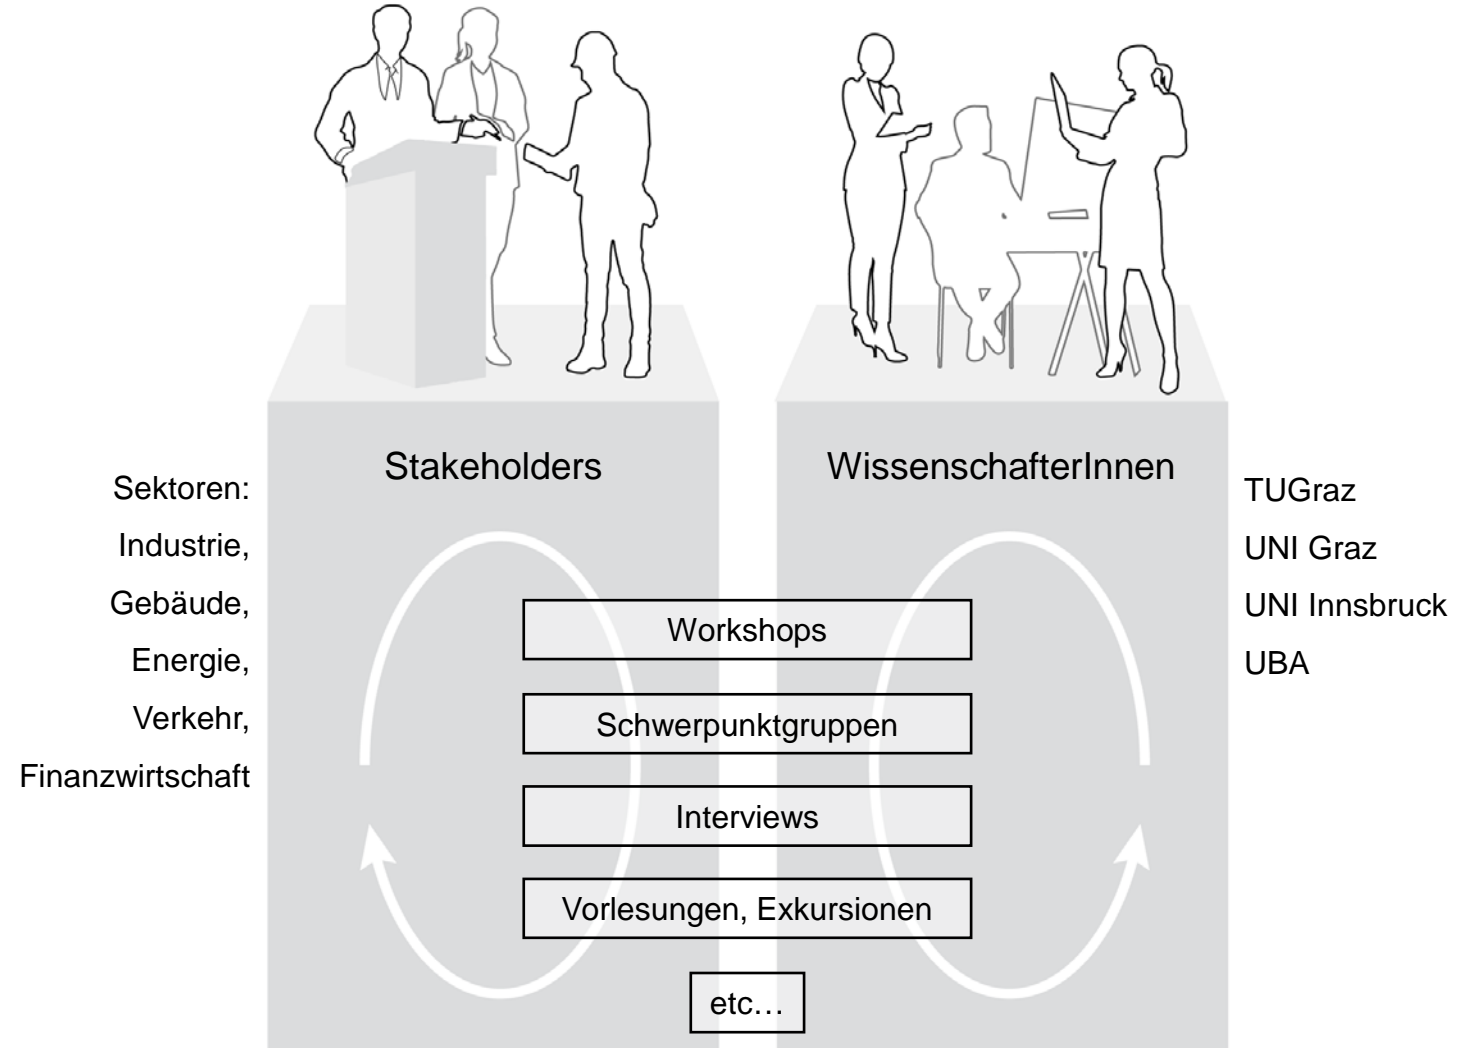 Stakeholders
WissenschafterInnen
Sektoren:
Industrie,
Gebäude,
Energie,
Verkehr,
Finanzwirtschaft
Workshops
Schwerpunktgruppen
Interviews
Vorlesungen, Exkursionen
etc…
TUGraz
UNI Graz
UNI Innsbruck
UBA